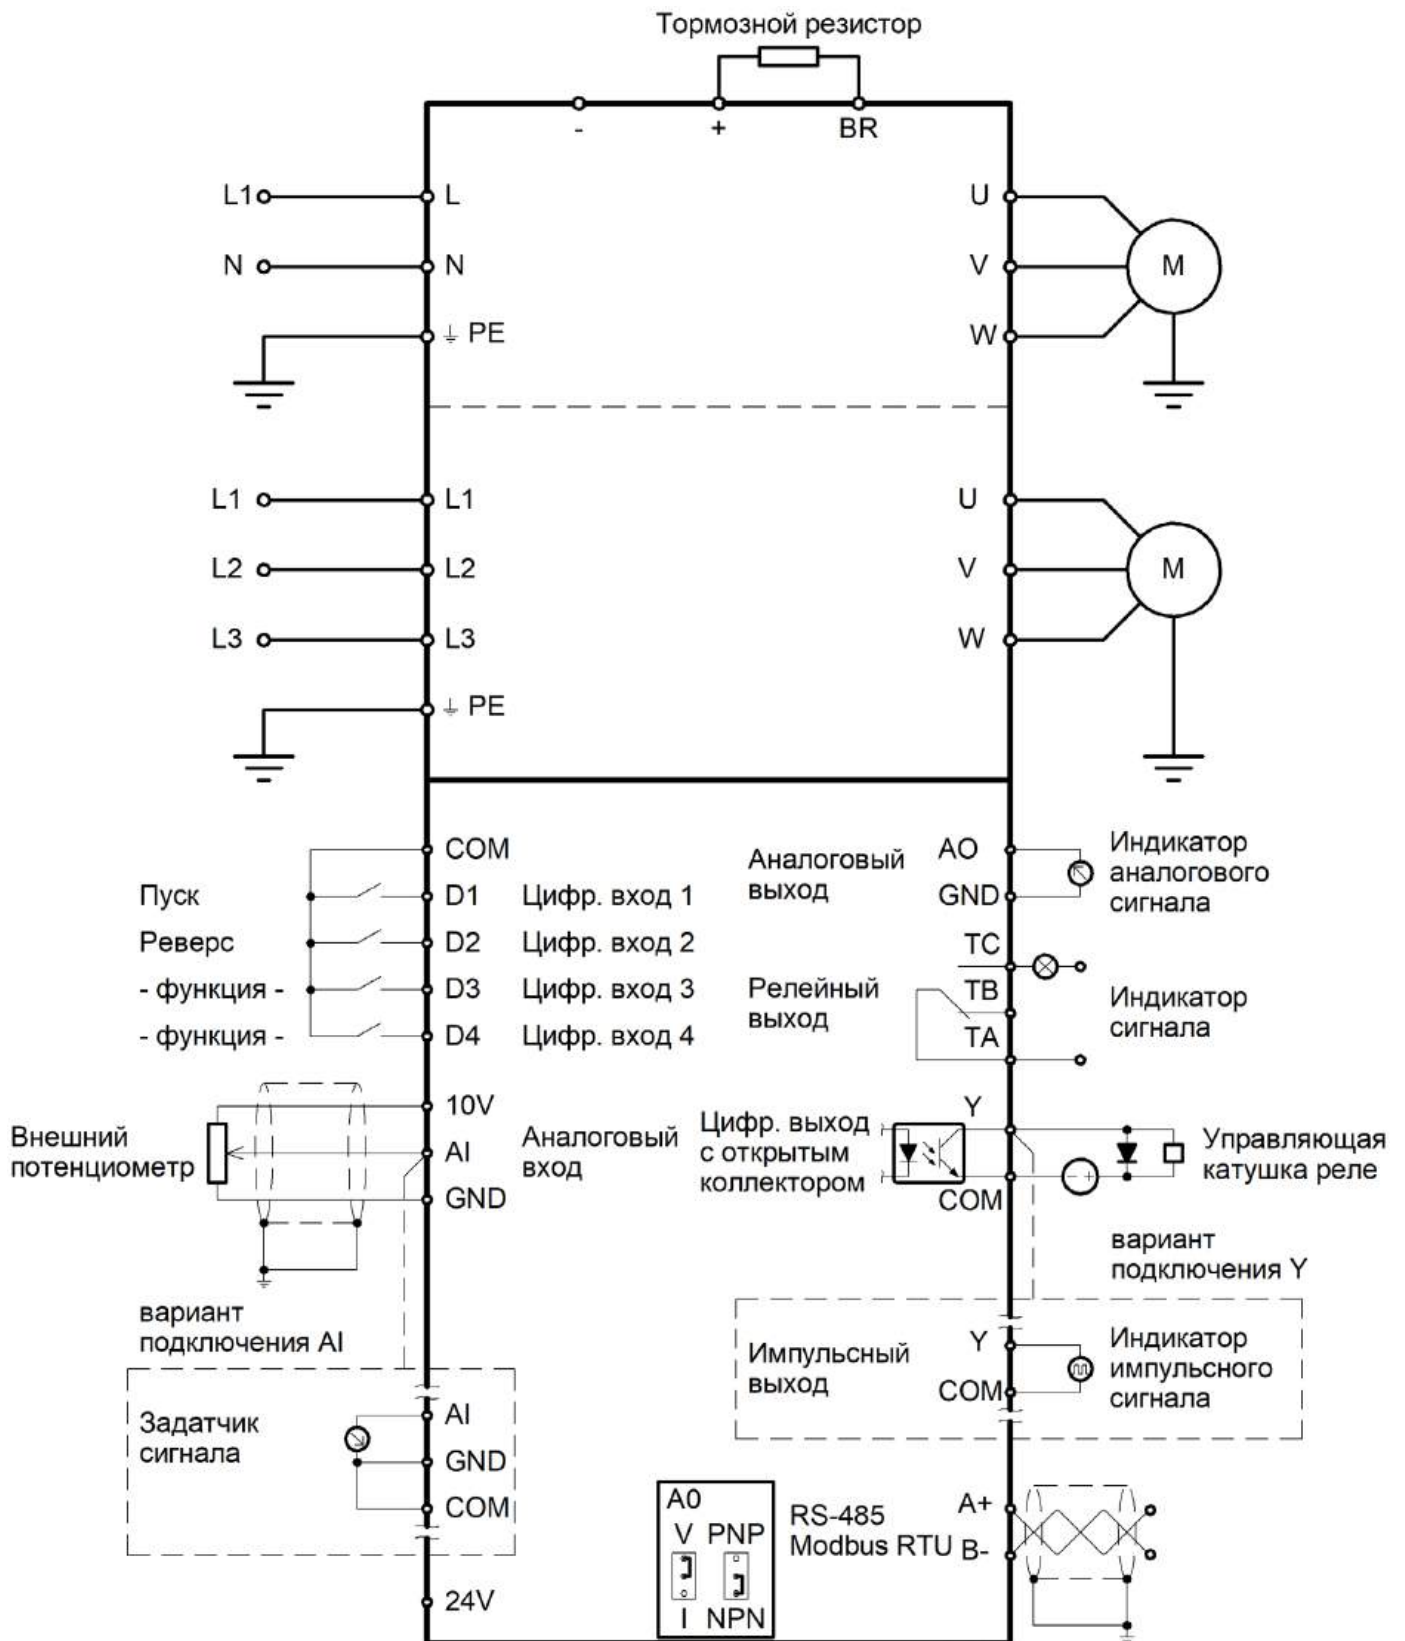 Тормозной резистор
- + BR
L1 L U
N N V M
PE W
L1 L1 U
L2 L2 V M
L3 L3 W
PE
COM
Пуск D1 Цифр. вход 1
Реверс D2 Цифр. вход 2
- функция - D3 Цифр. вход 3
- функция - D4 Цифр. вход 4
Аналоговый
выход
AO
GND
Индикатор
аналогового
сигнала
Релейный
выход
TC
TB
TA
Индикатор
сигнала
Внешний
потенциометр
10V
AI
GND
Аналоговый
вход
Цифр. выход
с открытым
коллектором
Y
COM
- +
Управляющая
катушка реле
вариант
подключения Y
вариант
подключения AI
Импульсный
выход
Y
COM
Индикатор
импульсного
сигнала
Задатчик
сигнала
AI
GND
COM
24V
A0
V PNP
I NPN
RS-485
Modbus RTU
A+
B-